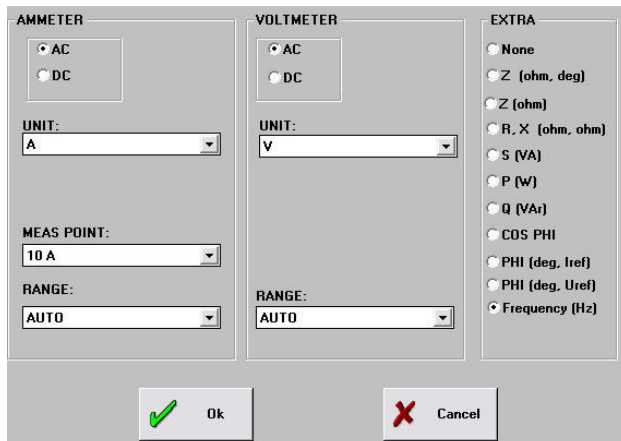 AMMETER
AC
DC
UNIT:
A
MEAS POINT:
10 A
RANGE:
AUTO
VOLTMETER
AC
DC
UNIT:
V
RANGE:
AUTO
EXTRA
None
Z (ohm, deg)
Z (ohm)
R, X (ohm, ohm)
S (VA)
P (W)
Q (VAr)
COS PHI
PHI (deg, Iref)
PHI (deg, Uref)
Frequency (Hz)
Ok
Cancel